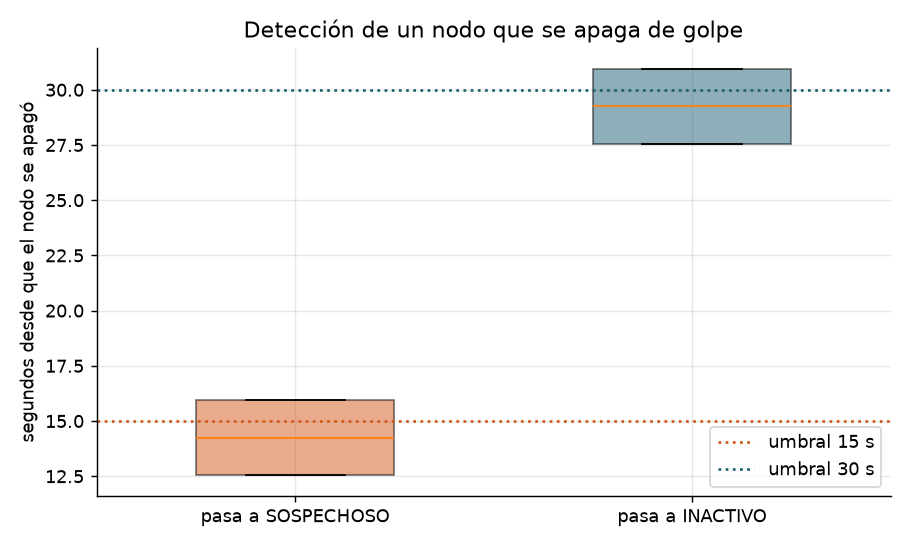 Detección de un nodo que se apaga de golpe
segundos desde que el nodo se apagó
30.0
27.5
25.0
22.5
20.0
17.5
15.0
12.5
umbral 15 s
umbral 30 s
pasa a SOSPECHOSO
pasa a INACTIVO